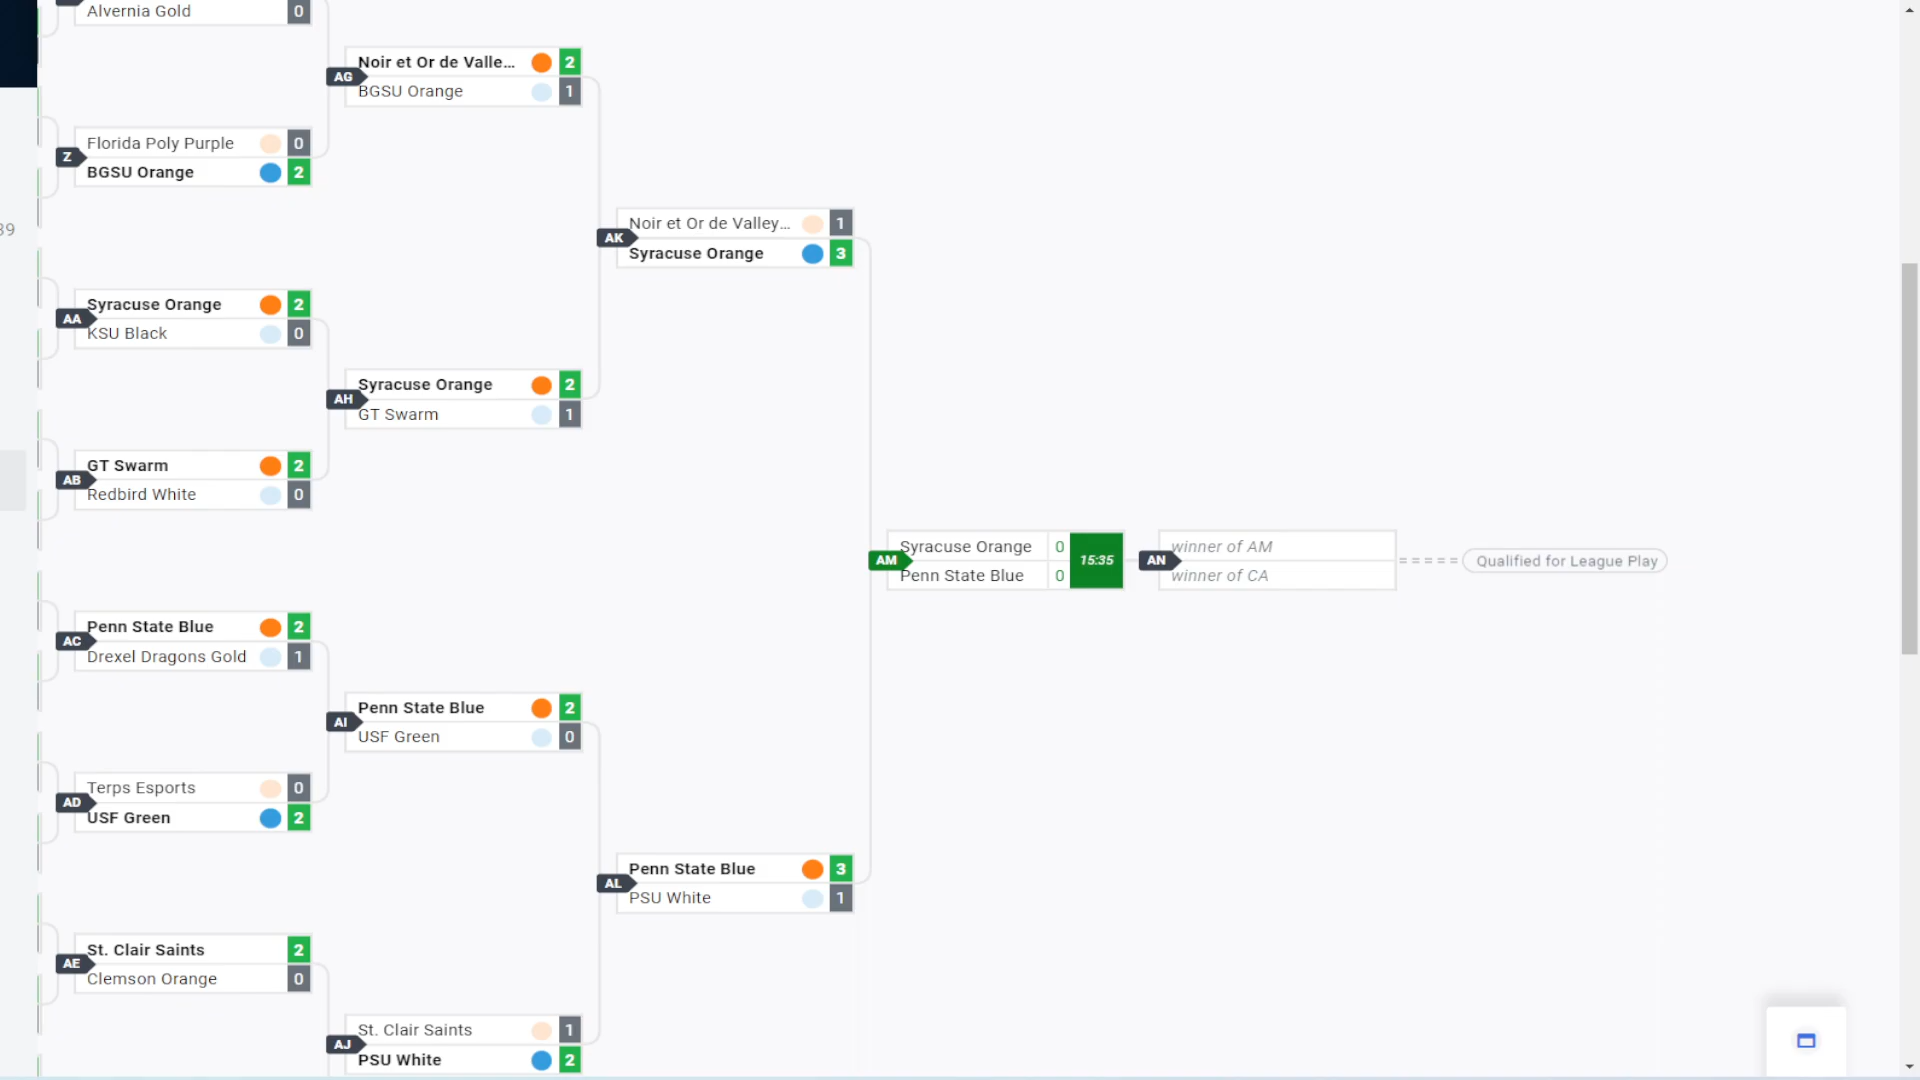 Alvernia Gold 0
AG
Noir et Or de Valle... 2
BGSU Orange 1
Z
Florida Poly Purple 0
BGSU Orange 2
39
AK
Noir et Or de Valley... 1
Syracuse Orange 3
AA
Syracuse Orange 2
KSU Black 0
AH
Syracuse Orange 2
GT Swarm 1
AB
GT Swarm 2
Redbird White 0
AM
Syracuse Orange 0
Penn State Blue 0
15:35
AN
winner of AM
winner of CA
Qualified for League Play
AC
Penn State Blue 2
Drexel Dragons Gold 1
AI
Penn State Blue 2
USF Green 0
AD
Terps Esports 0
USF Green 2
AL
Penn State Blue 3
PSU White 1
AE
St. Clair Saints 2
Clemson Orange 0
AJ
St. Clair Saints 1
PSU White 2